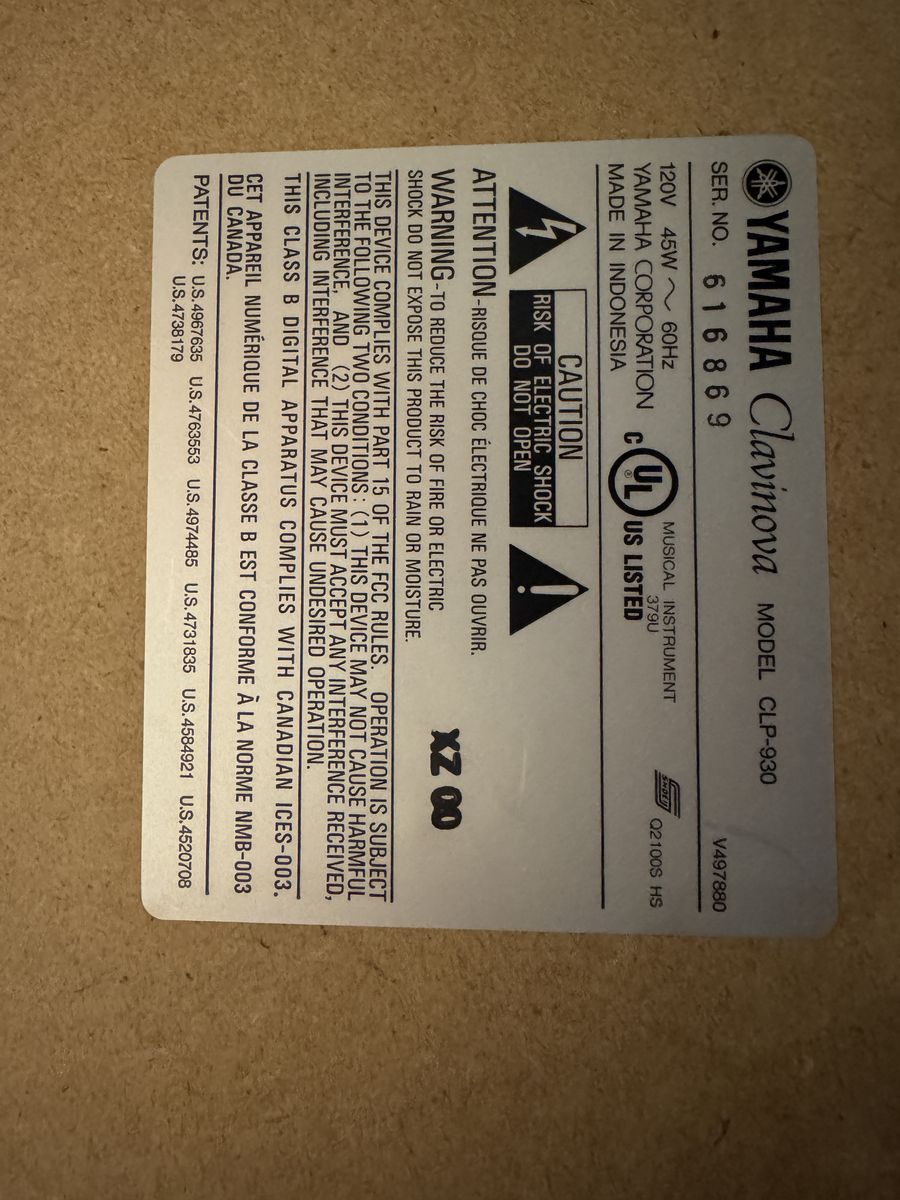 YAMAHA Clavinova MODEL CLP-930
SER. NO. 616869 V497880
120V 45W ~ 60Hz
YAMAHA CORPORATION
MADE IN INDONESIA
C UL US LISTED
®
MUSICAL INSTRUMENT
379U
SHOEI Q2100S HS
CAUTION
RISK OF ELECTRIC SHOCK
DO NOT OPEN
!
ATTENTION-RISQUE DE CHOC ÉLECTRIQUE NE PAS OUVRIR.
WARNING-TO REDUCE THE RISK OF FIRE OR ELECTRIC
SHOCK DO NOT EXPOSE THIS PRODUCT TO RAIN OR MOISTURE.
XZ 00
THIS DEVICE COMPLIES WITH PART 15 OF THE FCC RULES. OPERATION IS SUBJECT
TO THE FOLLOWING TWO CONDITIONS: (1) THIS DEVICE MAY NOT CAUSE HARMFUL
INTERFERENCE, AND (2) THIS DEVICE MUST ACCEPT ANY INTERFERENCE RECEIVED,
INCLUDING INTERFERENCE THAT MAY CAUSE UNDESIRED OPERATION.
THIS CLASS B DIGITAL APPARATUS COMPLIES WITH CANADIAN ICES-003.
CET APPAREIL NUMÉRIQUE DE LA CLASSE B EST CONFORME À LA NORME NMB-003
DU CANADA.
PATENTS: U.S.4967635 U.S.4763553 U.S.4974485 U.S.4731835 U.S.4584921 U.S.4520708
U.S.4738179